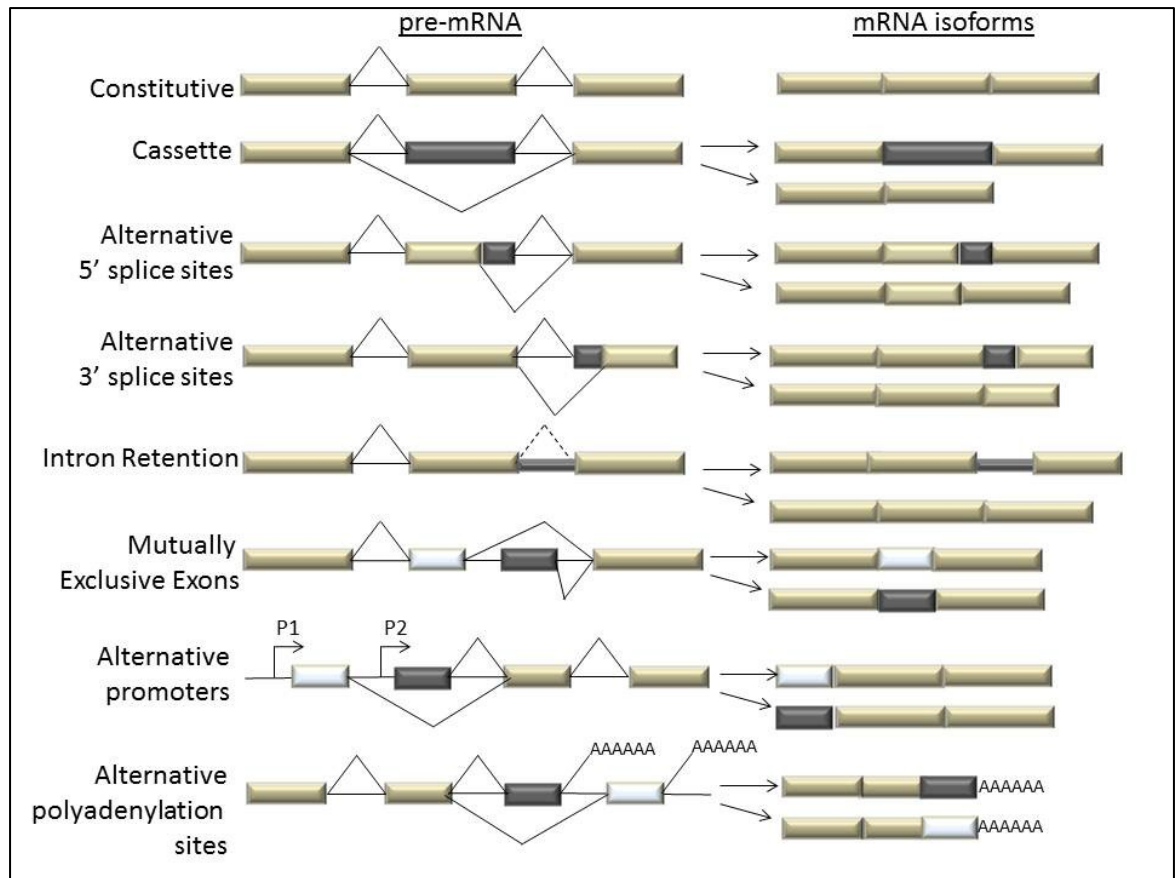 pre-mRNA
mRNA isoforms
Constitutive
Cassette
Alternative
5’ splice sites
Alternative
3’ splice sites
Intron Retention
Mutually
Exclusive Exons
P1
P2
Alternative
promoters
AAAAAA
AAAAAA
Alternative
polyadenylation
sites
AAAAAA
AAAAAA